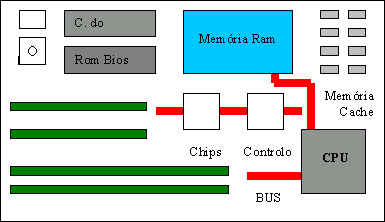 C. do
Memória Ram
Rom Bios
Memória
Cache
Chips
Controlo
CPU
BUS